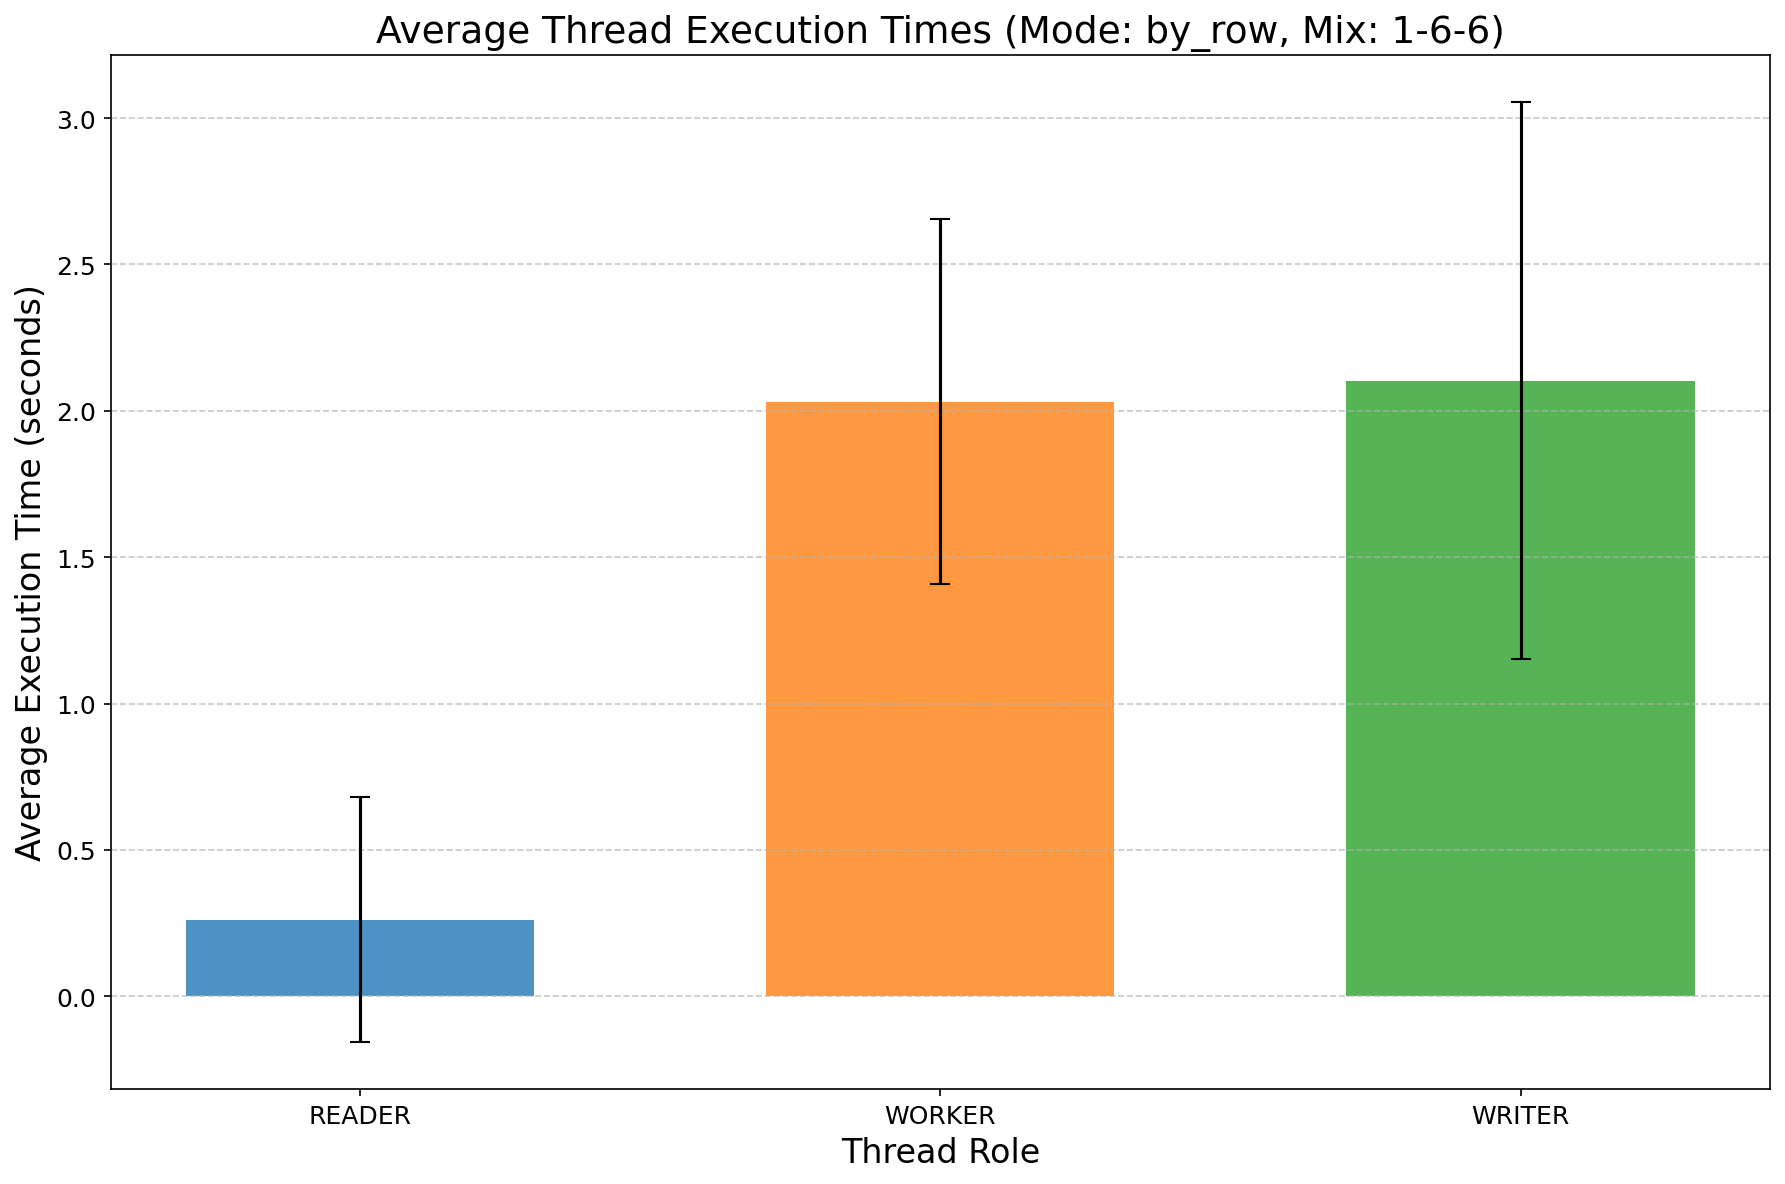 Average Thread Execution Times (Mode: by_row, Mix: 1-6-6)
Average Execution Time (seconds)
3.0
2.5
2.0
1.5
1.0
0.5
0.0
READER WORKER WRITER
Thread Role